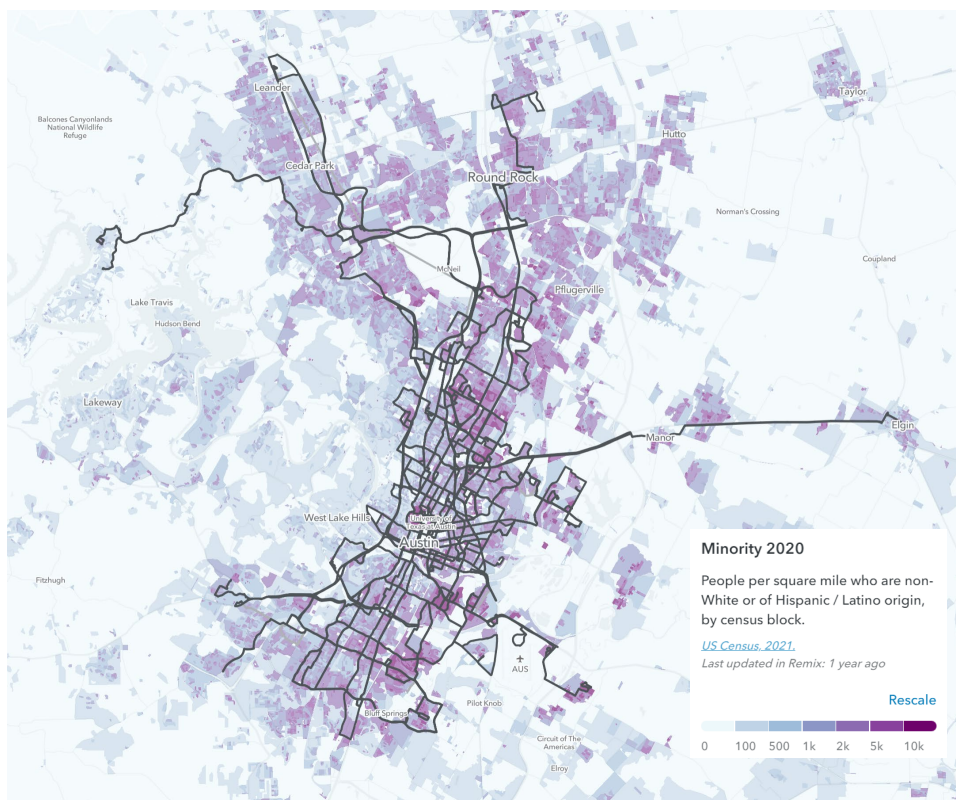 Leander
Taylor
Balcones Canyonlands
National Wildlife
Refuge
Hutto
Cedar Park
Round Rock
Norman's Crossing
Coupland
McNeil
Pflugerville
Lake Travis
Hudson Bend
Lakeway
Elgin
Manor
West Lake Hills
University of
Texas at Austin
Austin
Fitzhugh
AUS
Pilot Knob
Bluff Springs
Circuit of The
Americas
Elroy
Minority 2020
People per square mile who are non-
White or of Hispanic / Latino origin,
by census block.
US Census, 2021.
Last updated in Remix: 1 year ago
Rescale
0 100 500 1k 2k 5k 10k